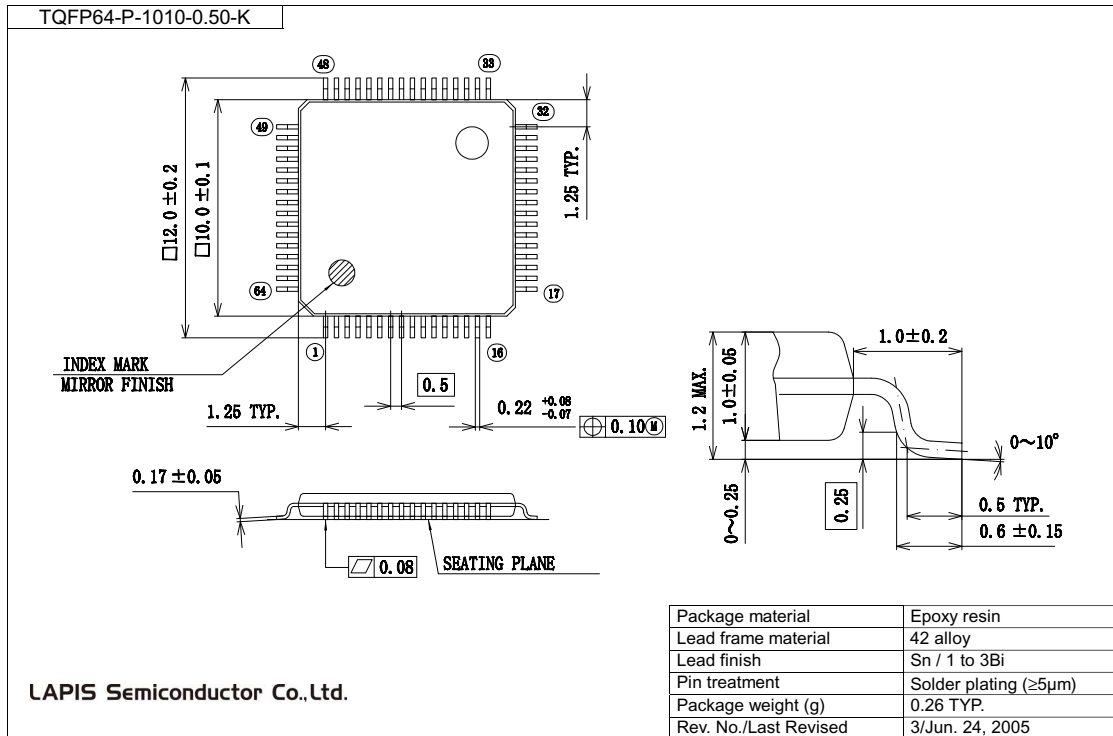 TQFP64-P-1010-0.50-K
48
33
49
32
□12.0±0.2
□10.0±0.1
1.25 TYP.
64
17
1
16
INDEX MARK
MIRROR FINISH
1.25 TYP.
0.5
0.22 +0.08
-0.07
0.10Ⓜ
1.2 MAX.
1.0±0.05
1.0±0.2
0~10°
0~0.25
0.25
0.5 TYP.
0.6 ±0.15
0.17±0.05
0.08
SEATING PLANE
Package material Epoxy resin
Lead frame material 42 alloy
Lead finish Sn / 1 to 3Bi
Pin treatment Solder plating (≥5μm)
Package weight (g) 0.26 TYP.
Rev. No./Last Revised 3/Jun. 24, 2005
LAPIS Semiconductor Co.,Ltd.